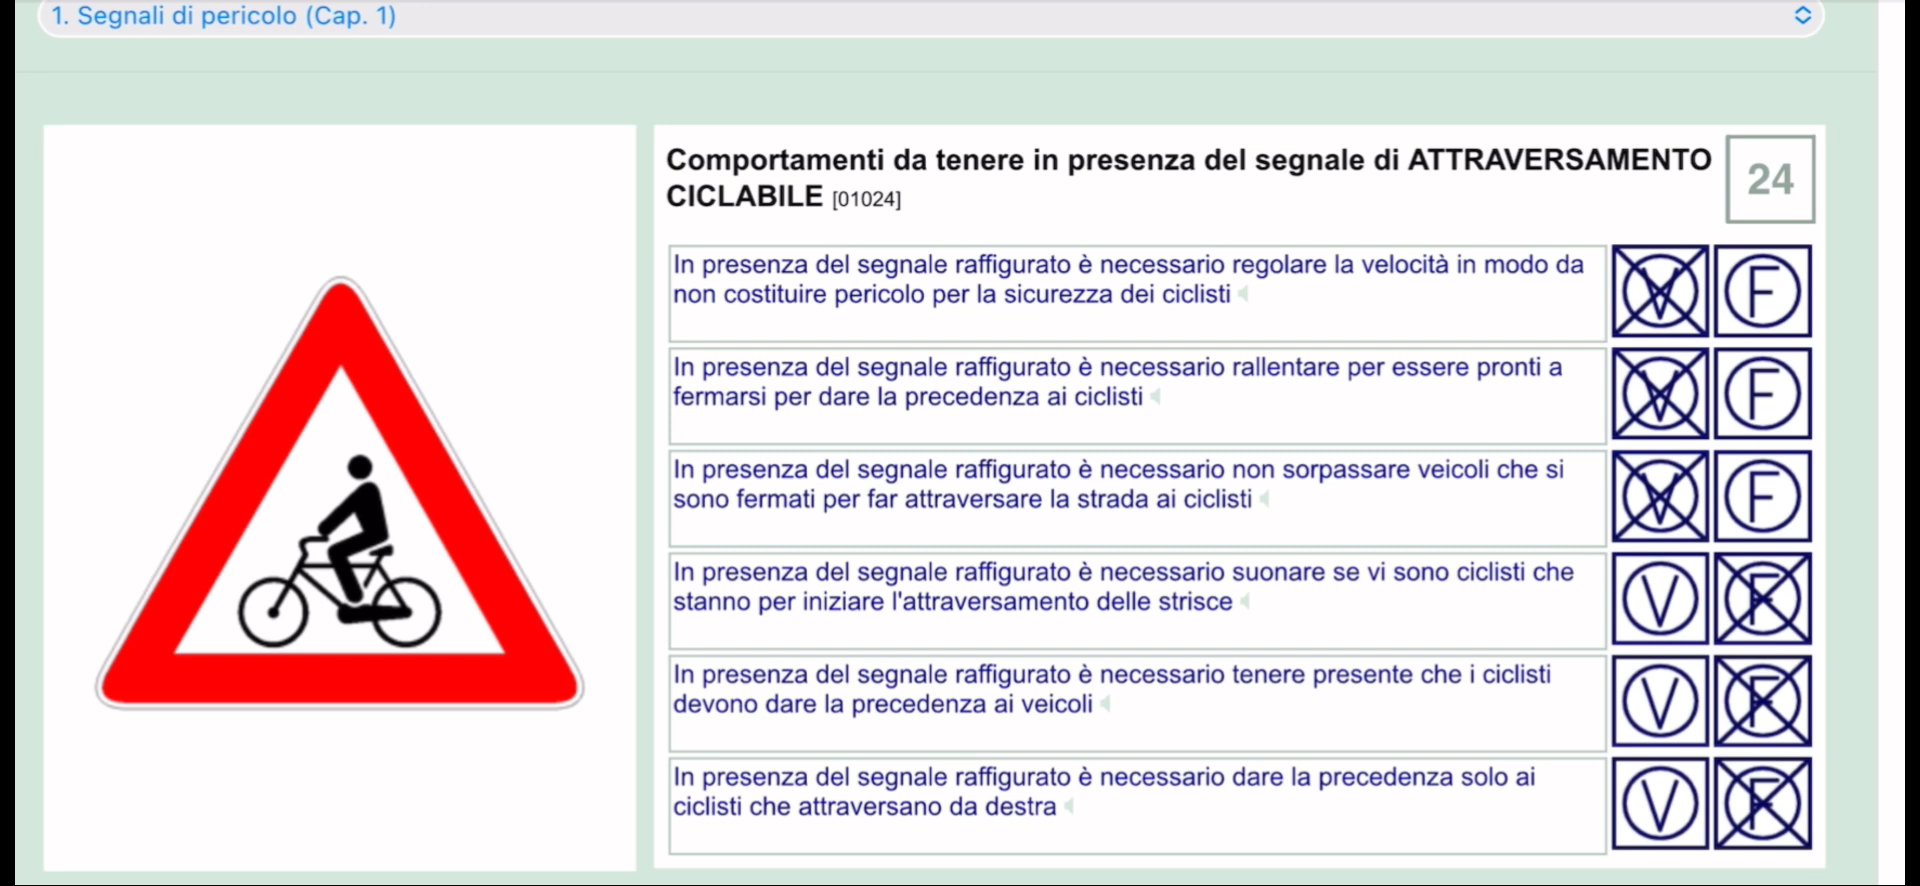 1. Segnali di pericolo (Cap. 1)
Comportamenti da tenere in presenza del segnale di ATTRAVERSAMENTO
CICLABILE [01024]
24
In presenza del segnale raffigurato è necessario regolare la velocità in modo da
non costituire pericolo per la sicurezza dei ciclisti
V F
In presenza del segnale raffigurato è necessario rallentare per essere pronti a
fermarsi per dare la precedenza ai ciclisti
V F
In presenza del segnale raffigurato è necessario non sorpassare veicoli che si
sono fermati per far attraversare la strada ai ciclisti
V F
In presenza del segnale raffigurato è necessario suonare se vi sono ciclisti che
stanno per iniziare l'attraversamento delle strisce
V F
In presenza del segnale raffigurato è necessario tenere presente che i ciclisti
devono dare la precedenza ai veicoli
V F
In presenza del segnale raffigurato è necessario dare la precedenza solo ai
ciclisti che attraversano da destra
V F